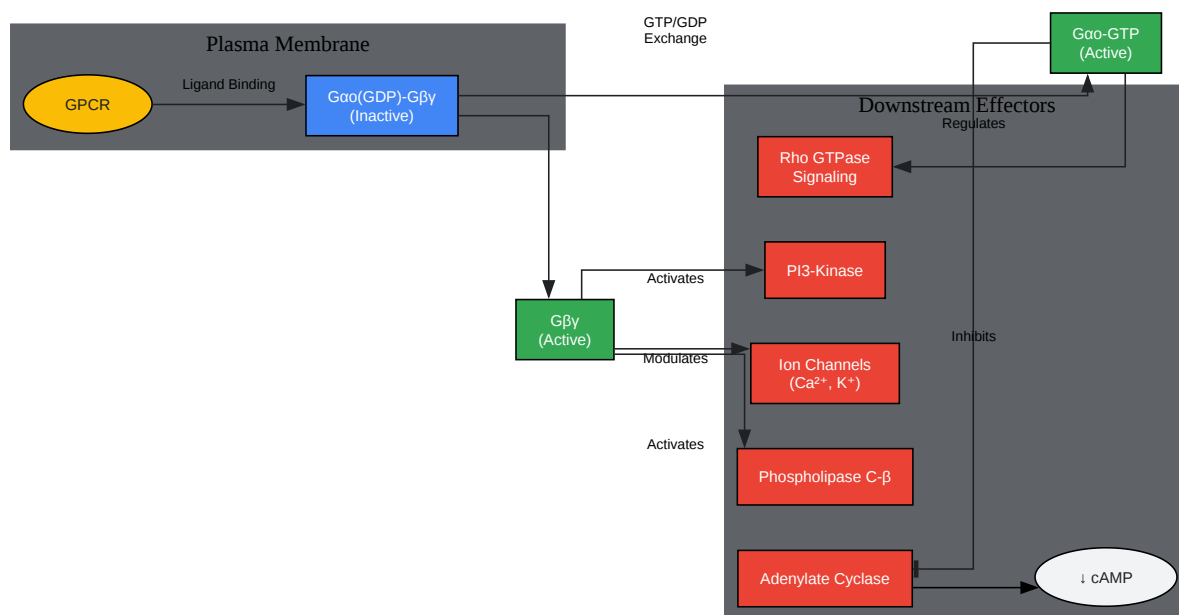 GTP/GDP
Exchange
Gαo-GTP
(Active)
Plasma Membrane
Ligand Binding
GPCR
Gαo(GDP)-Gβγ
(Inactive)
Downstream Effectors
Regulates
Rho GTPase
Signaling
PI3-Kinase
Activates
Gβγ
(Active)
Inhibits
Modulates
Ion Channels
(Ca²⁺, K⁺)
Activates
Phospholipase C-β
Adenylate Cyclase
↓ cAMP